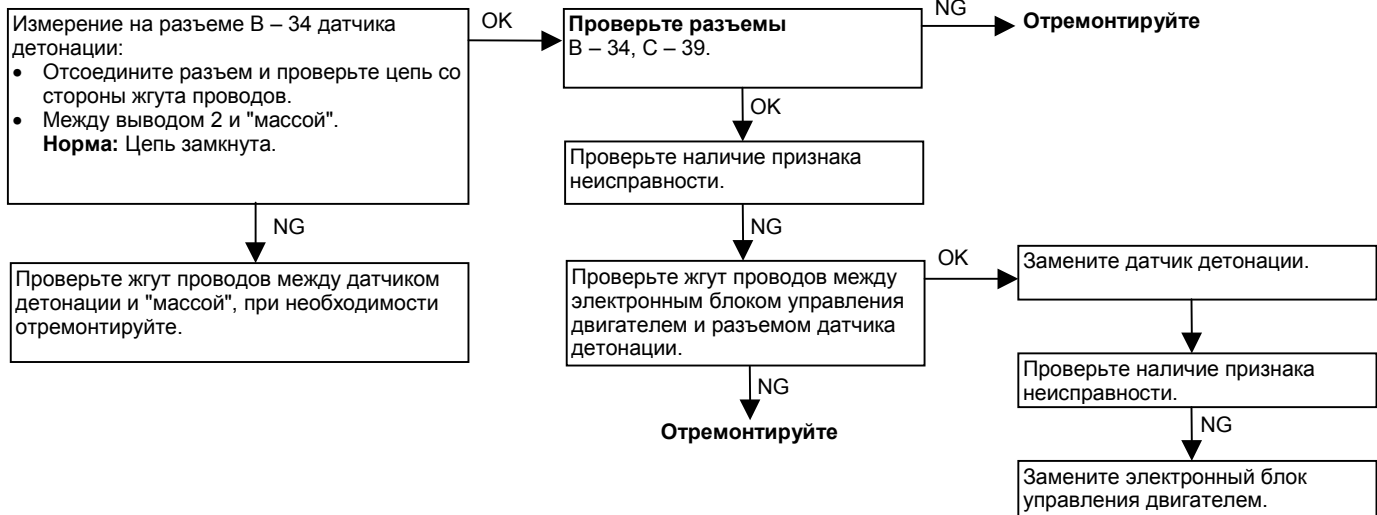 Измерение на разъеме В – 34 датчика
детонации:
• Отсоедините разъем и проверьте цепь со
стороны жгута проводов.
• Между выводом 2 и "массой".
Норма: Цепь замкнута.
OK
Проверьте разъемы
В – 34, С – 39.
NG
Отремонтируйте
OK
Проверьте наличие признака
неисправности.
NG
NG
Проверьте жгут проводов между датчиком
детонации и "массой", при необходимости
отремонтируйте.
Проверьте жгут проводов между
электронным блоком управления
двигателем и разъемом датчика
детонации.
OK
Замените датчик детонации.
NG
Отремонтируйте
Проверьте наличие признака
неисправности.
NG
Замените электронный блок
управления двигателем.